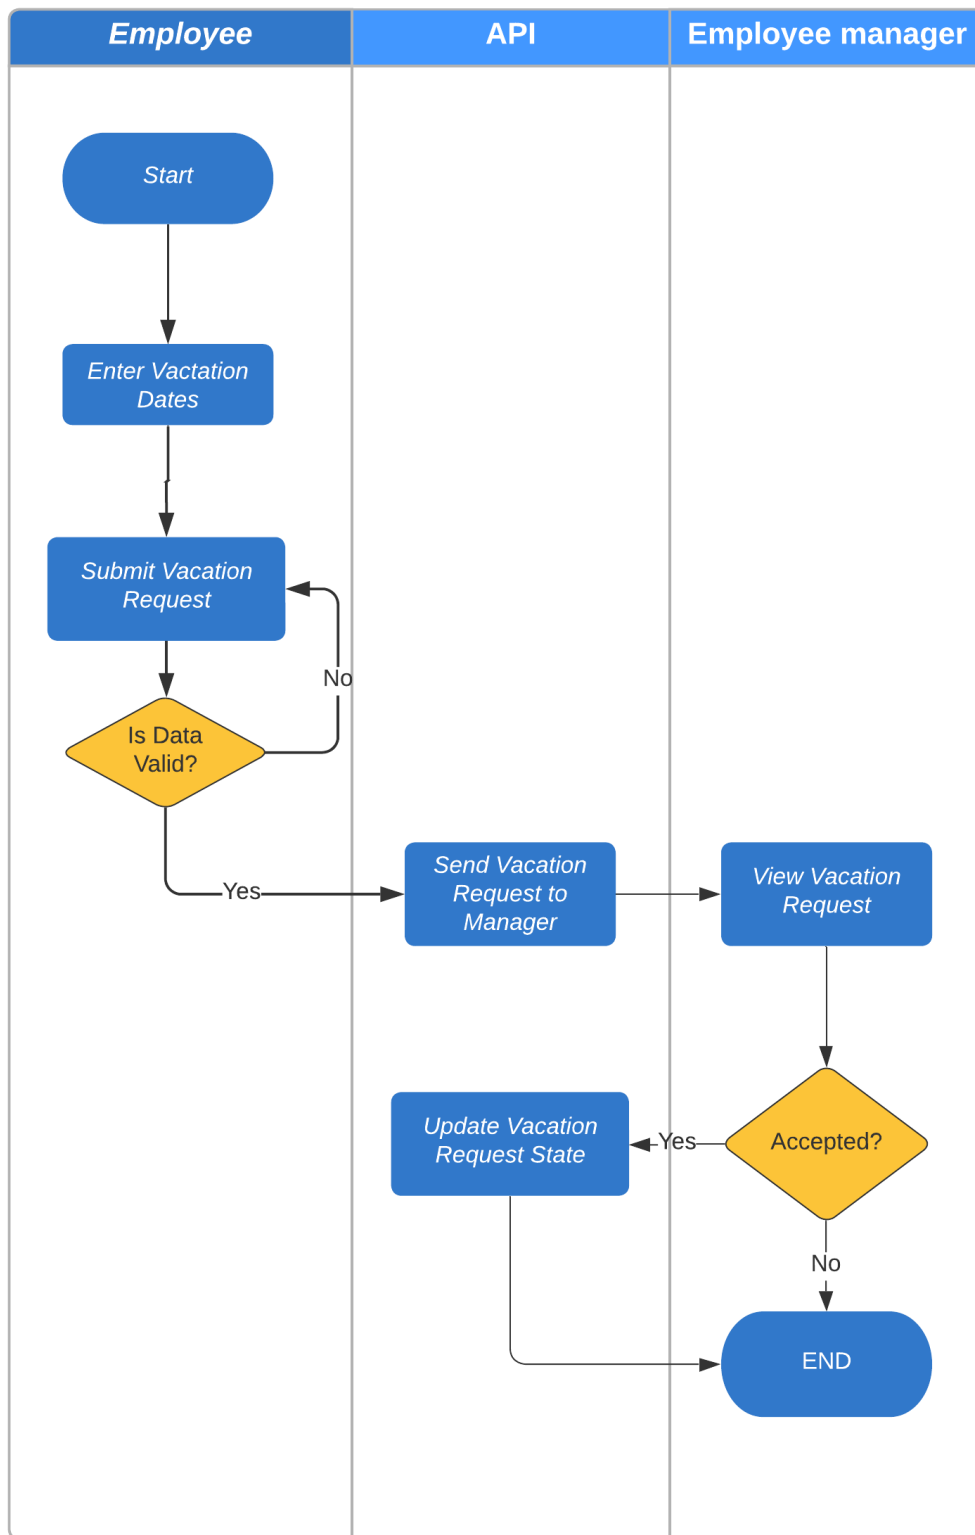 Employee
API
Employee manager
Start
Enter Vactation
Dates
Submit Vacation
Request
No
Is Data
Valid?
Yes
Send Vacation
Request to
Manager
View Vacation
Request
Accepted?
Yes
Update Vacation
Request State
No
END